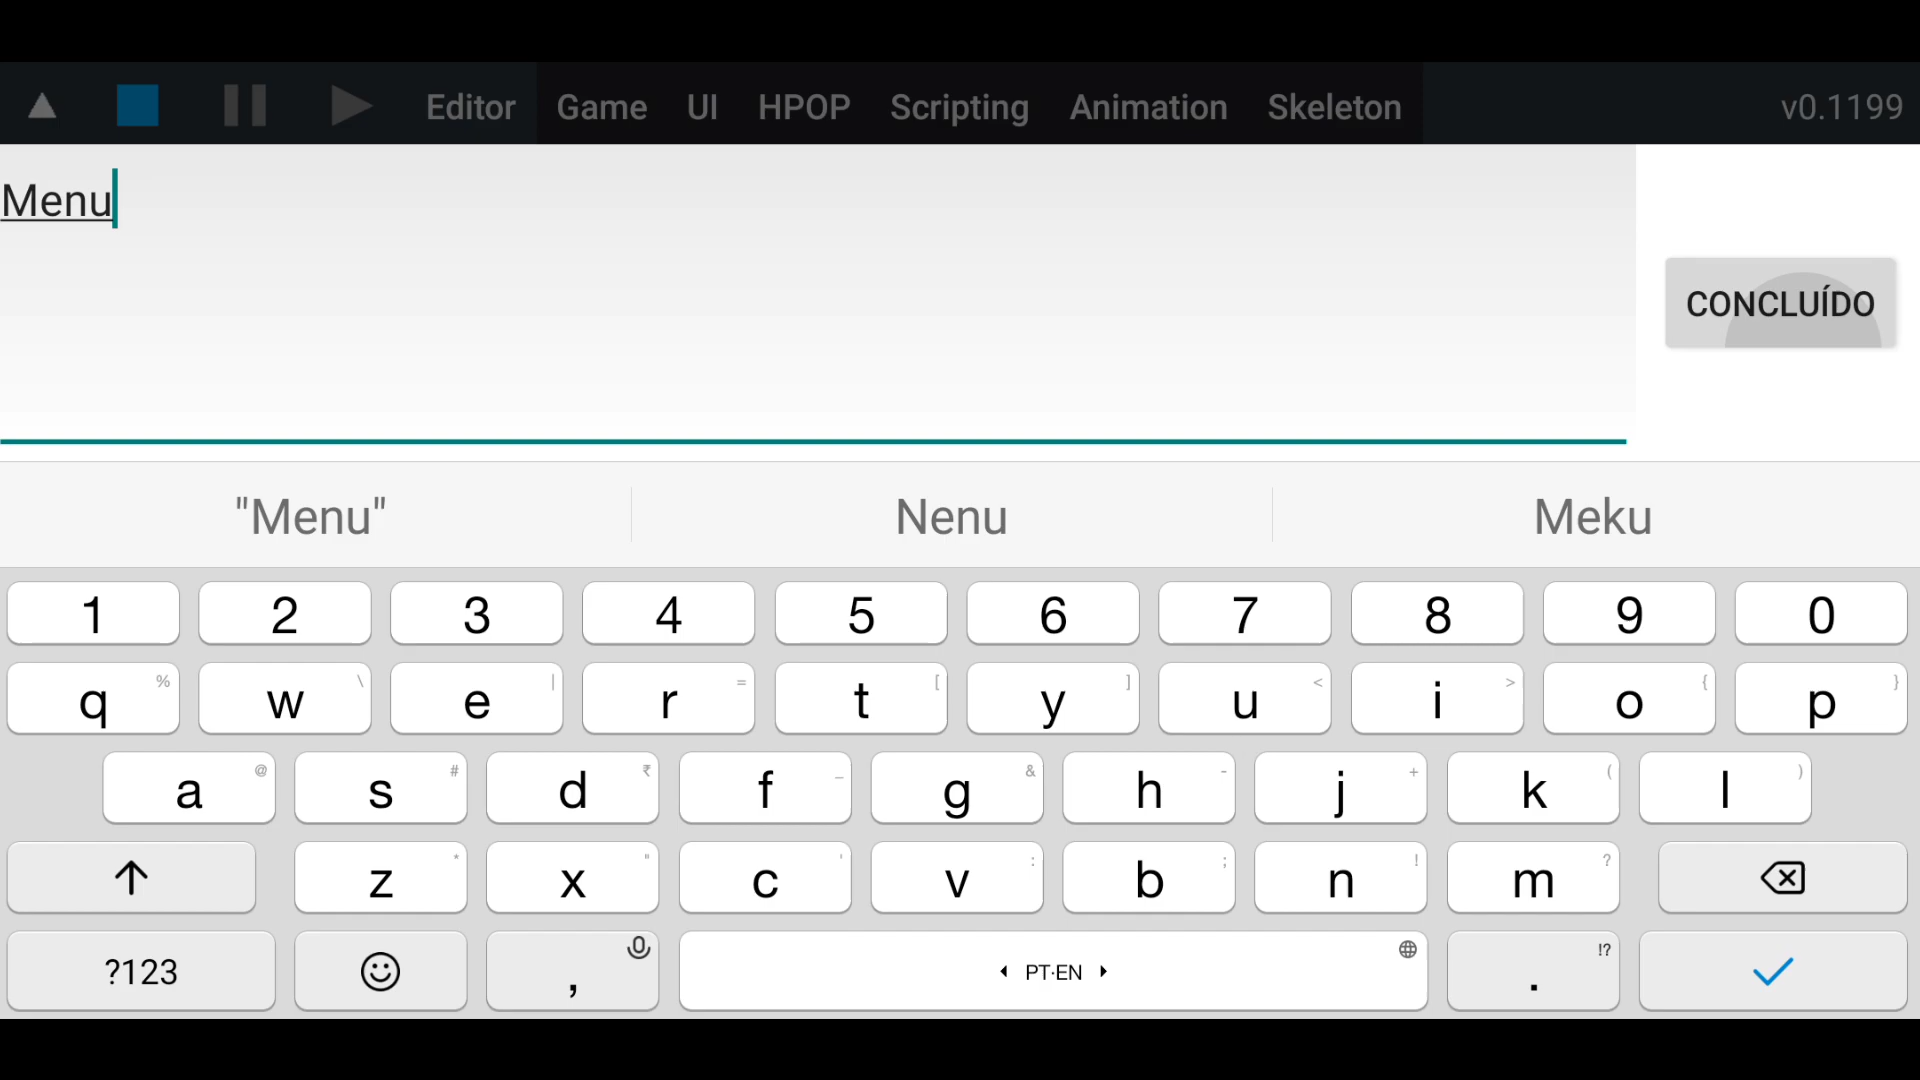 Editor Game UI HPOP Scripting Animation Skeleton v0.1199
Menu
CONCLUÍDO
"Menu" Nenu Meku
1 2 3 4 5 6 7 8 9 0
q % w \ e | r = t [ y ] u < i > o { p }
a @ s # d ₹ f _ g & h - j + k ( l )
z * x " c ' v : b ; n ! m ?
?123 , PT·EN . !?